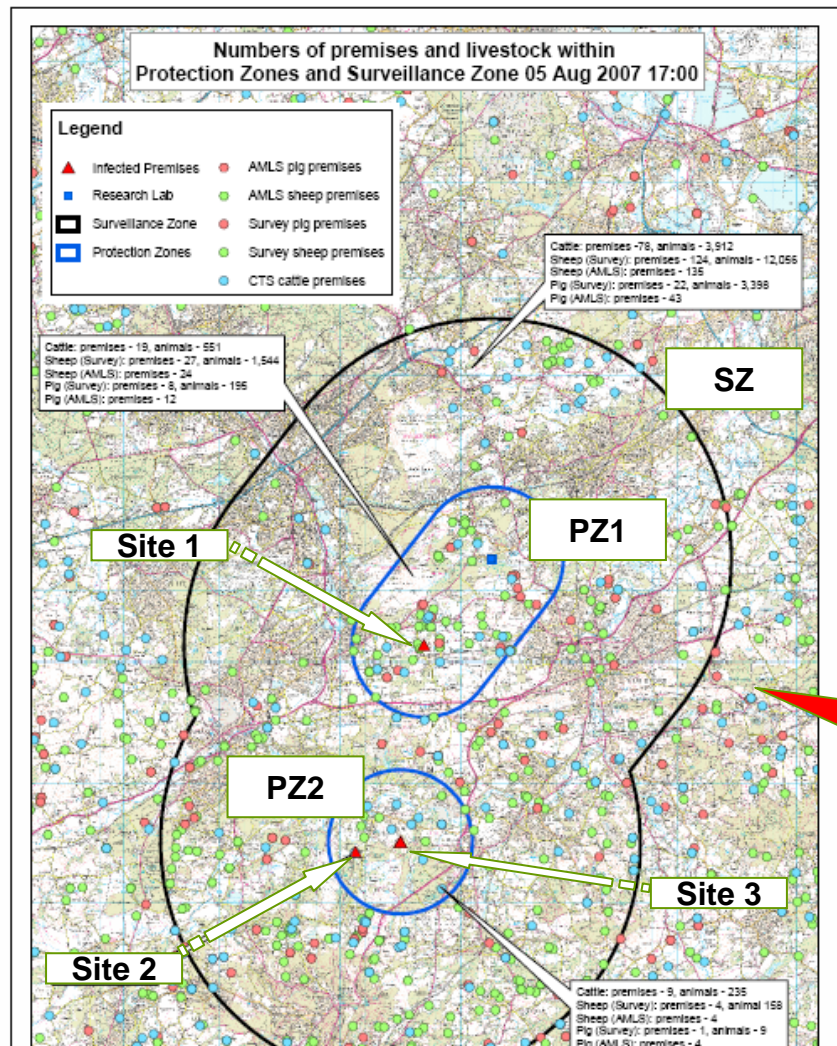 Numbers of premises and livestock within
Protection Zones and Surveillance Zone 05 Aug 2007 17:00
Legend
Infected Premises
Research Lab
Surveillance Zone
Protection Zones
AMLS pig premises
AMLS sheep premises
Survey pig premises
Survey sheep premises
CTS cattle premises
Cattle: premises -78, animals - 3,912
Sheep (Survey): premises - 124, animals - 12,056
Sheep (AMLS): premises - 135
Pig (Survey): premises - 22, animals - 3,398
Pig (AMLS): premises - 43
Cattle: premises - 19, animals - 551
Sheep (Survey): premises - 27, animals - 1,544
Sheep (AMLS): premises - 24
Pig (Survey): premises - 8, animals - 195
Pig (AMLS): premises - 12
SZ
PZ1
Site 1
PZ2
Site 3
Site 2
Cattle: premises - 9, animals - 235
Sheep (Survey): premises - 4, animal 158
Sheep (AMLS): premises - 4
Pig (Survey): premises - 1, animals - 9
Pig (AMLS): premises - 4